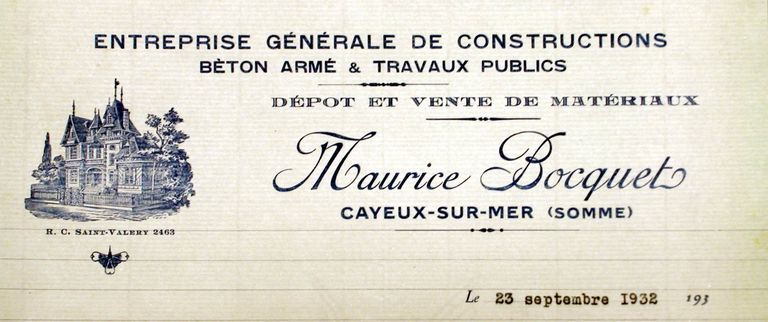 ENTREPRISE GÉNÉRALE DE CONSTRUCTIONS
BÈTON ARMÉ & TRAVAUX PUBLICS
DÉPOT ET VENTE DE MATÉRIAUX
Maurice Bocquet
CAYEUX-SUR-MER (SOMME)
R. C. SAINT-VALERY 2463
Le 23 septembre 1932 193